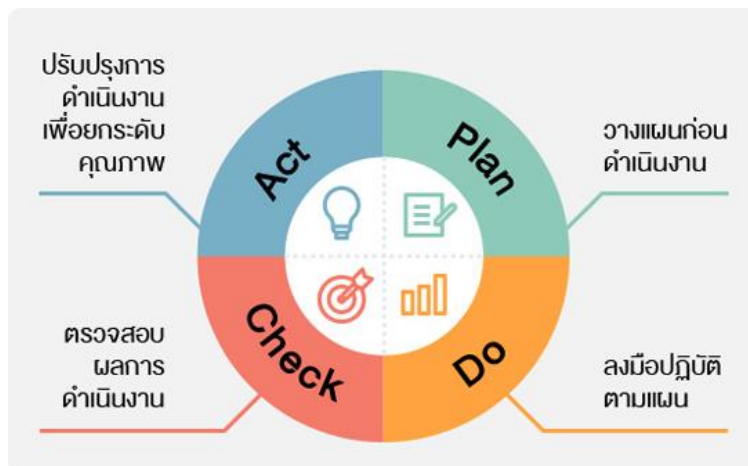 ปรับปรุงการ
ดำเนินงาน
เพื่อยกระดับ
คุณภาพ
Act
Plan
วางแผนก่อน
ดำเนินงาน
ตรวจสอบ
ผลการ
ดำเนินงาน
Check
Do
ลงมือปฏิบัติ
ตามแผน